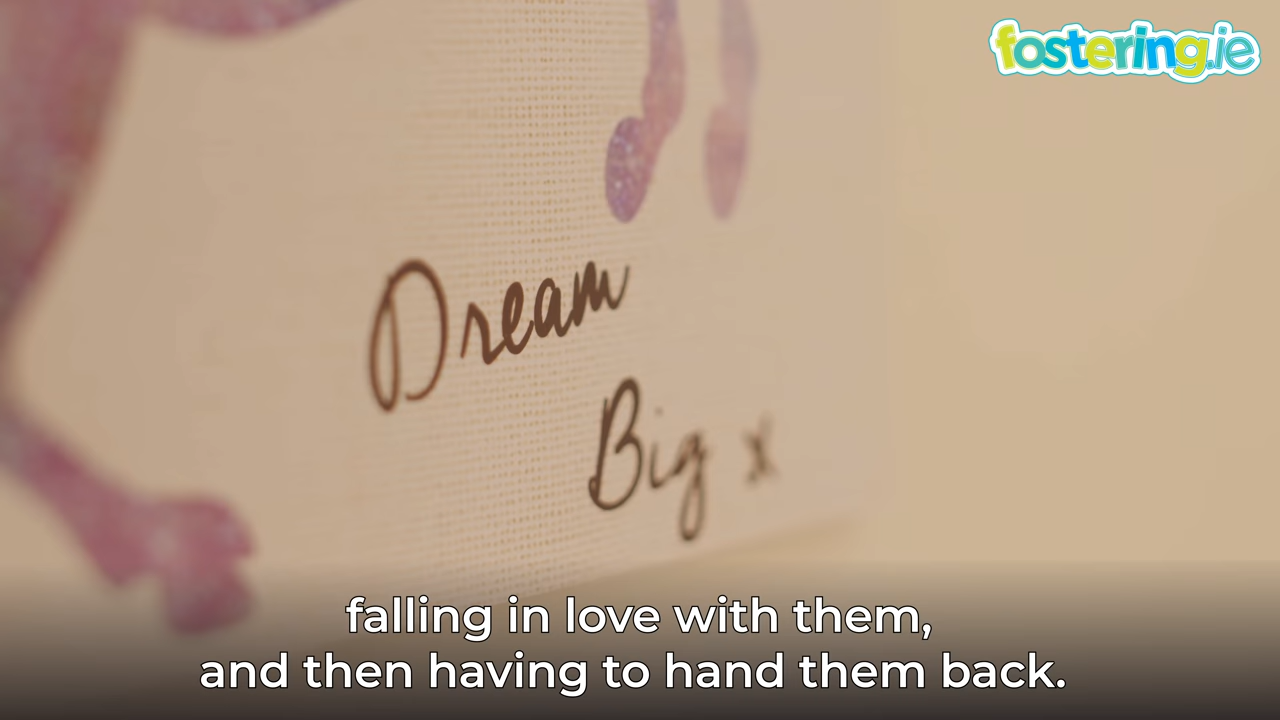 fostering.ie
Dream
Big x
falling in love with them,
and then having to hand them back.